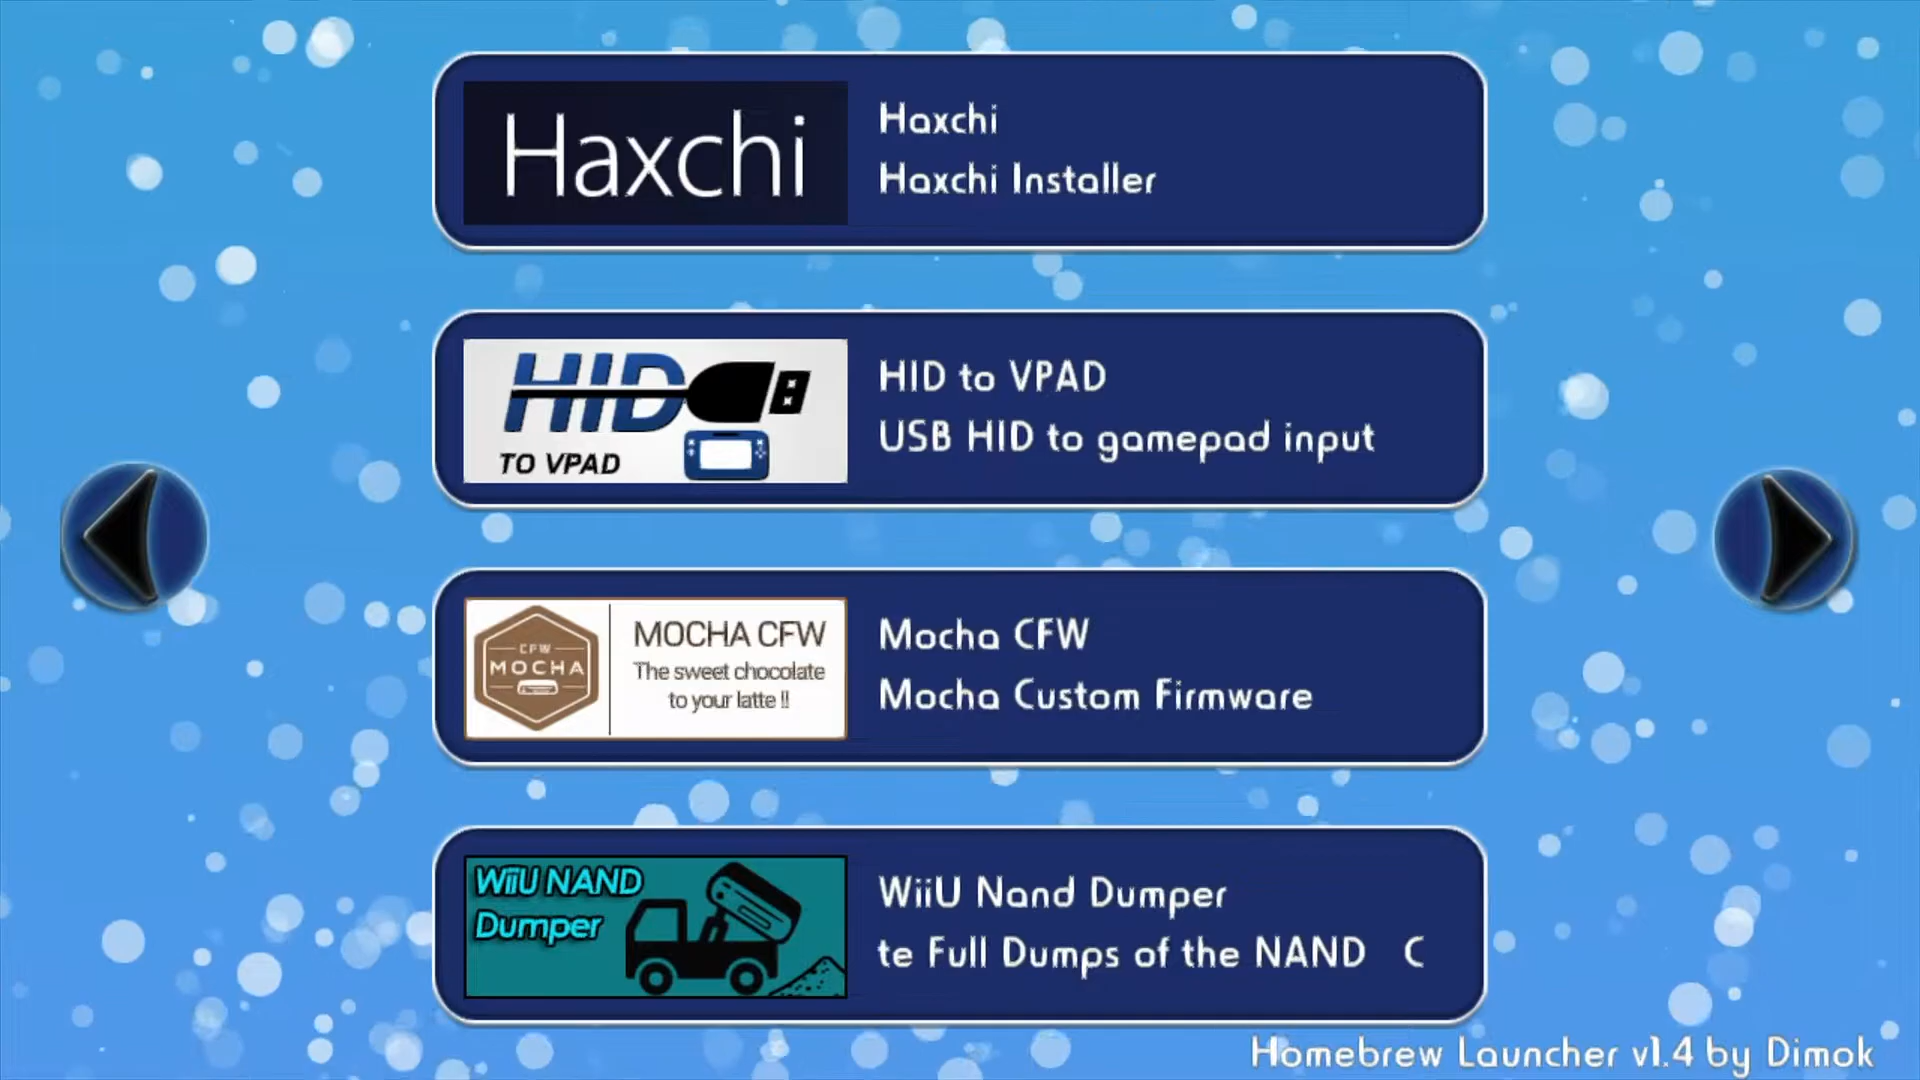 Haxchi
Haxchi
Haxchi Installer
HID
TO VPAD
HID to VPAD
USB HID to gamepad input
CFW
MOCHA
MOCHA CFW
The sweet chocolate
to your latte !!
Mocha CFW
Mocha Custom Firmware
WiiU NAND
Dumper
WiiU Nand Dumper
te Full Dumps of the NAND C
Homebrew Launcher v1.4 by Dimok